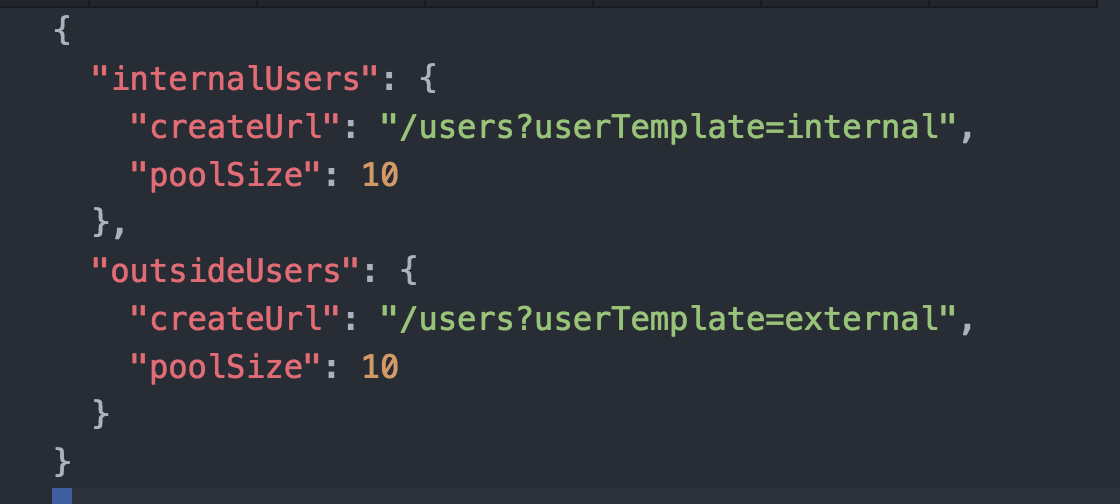 {
  "internalUsers": {
    "createUrl": "/users?userTemplate=internal",
    "poolSize": 10
  },
  "outsideUsers": {
    "createUrl": "/users?userTemplate=external",
    "poolSize": 10
  }
}